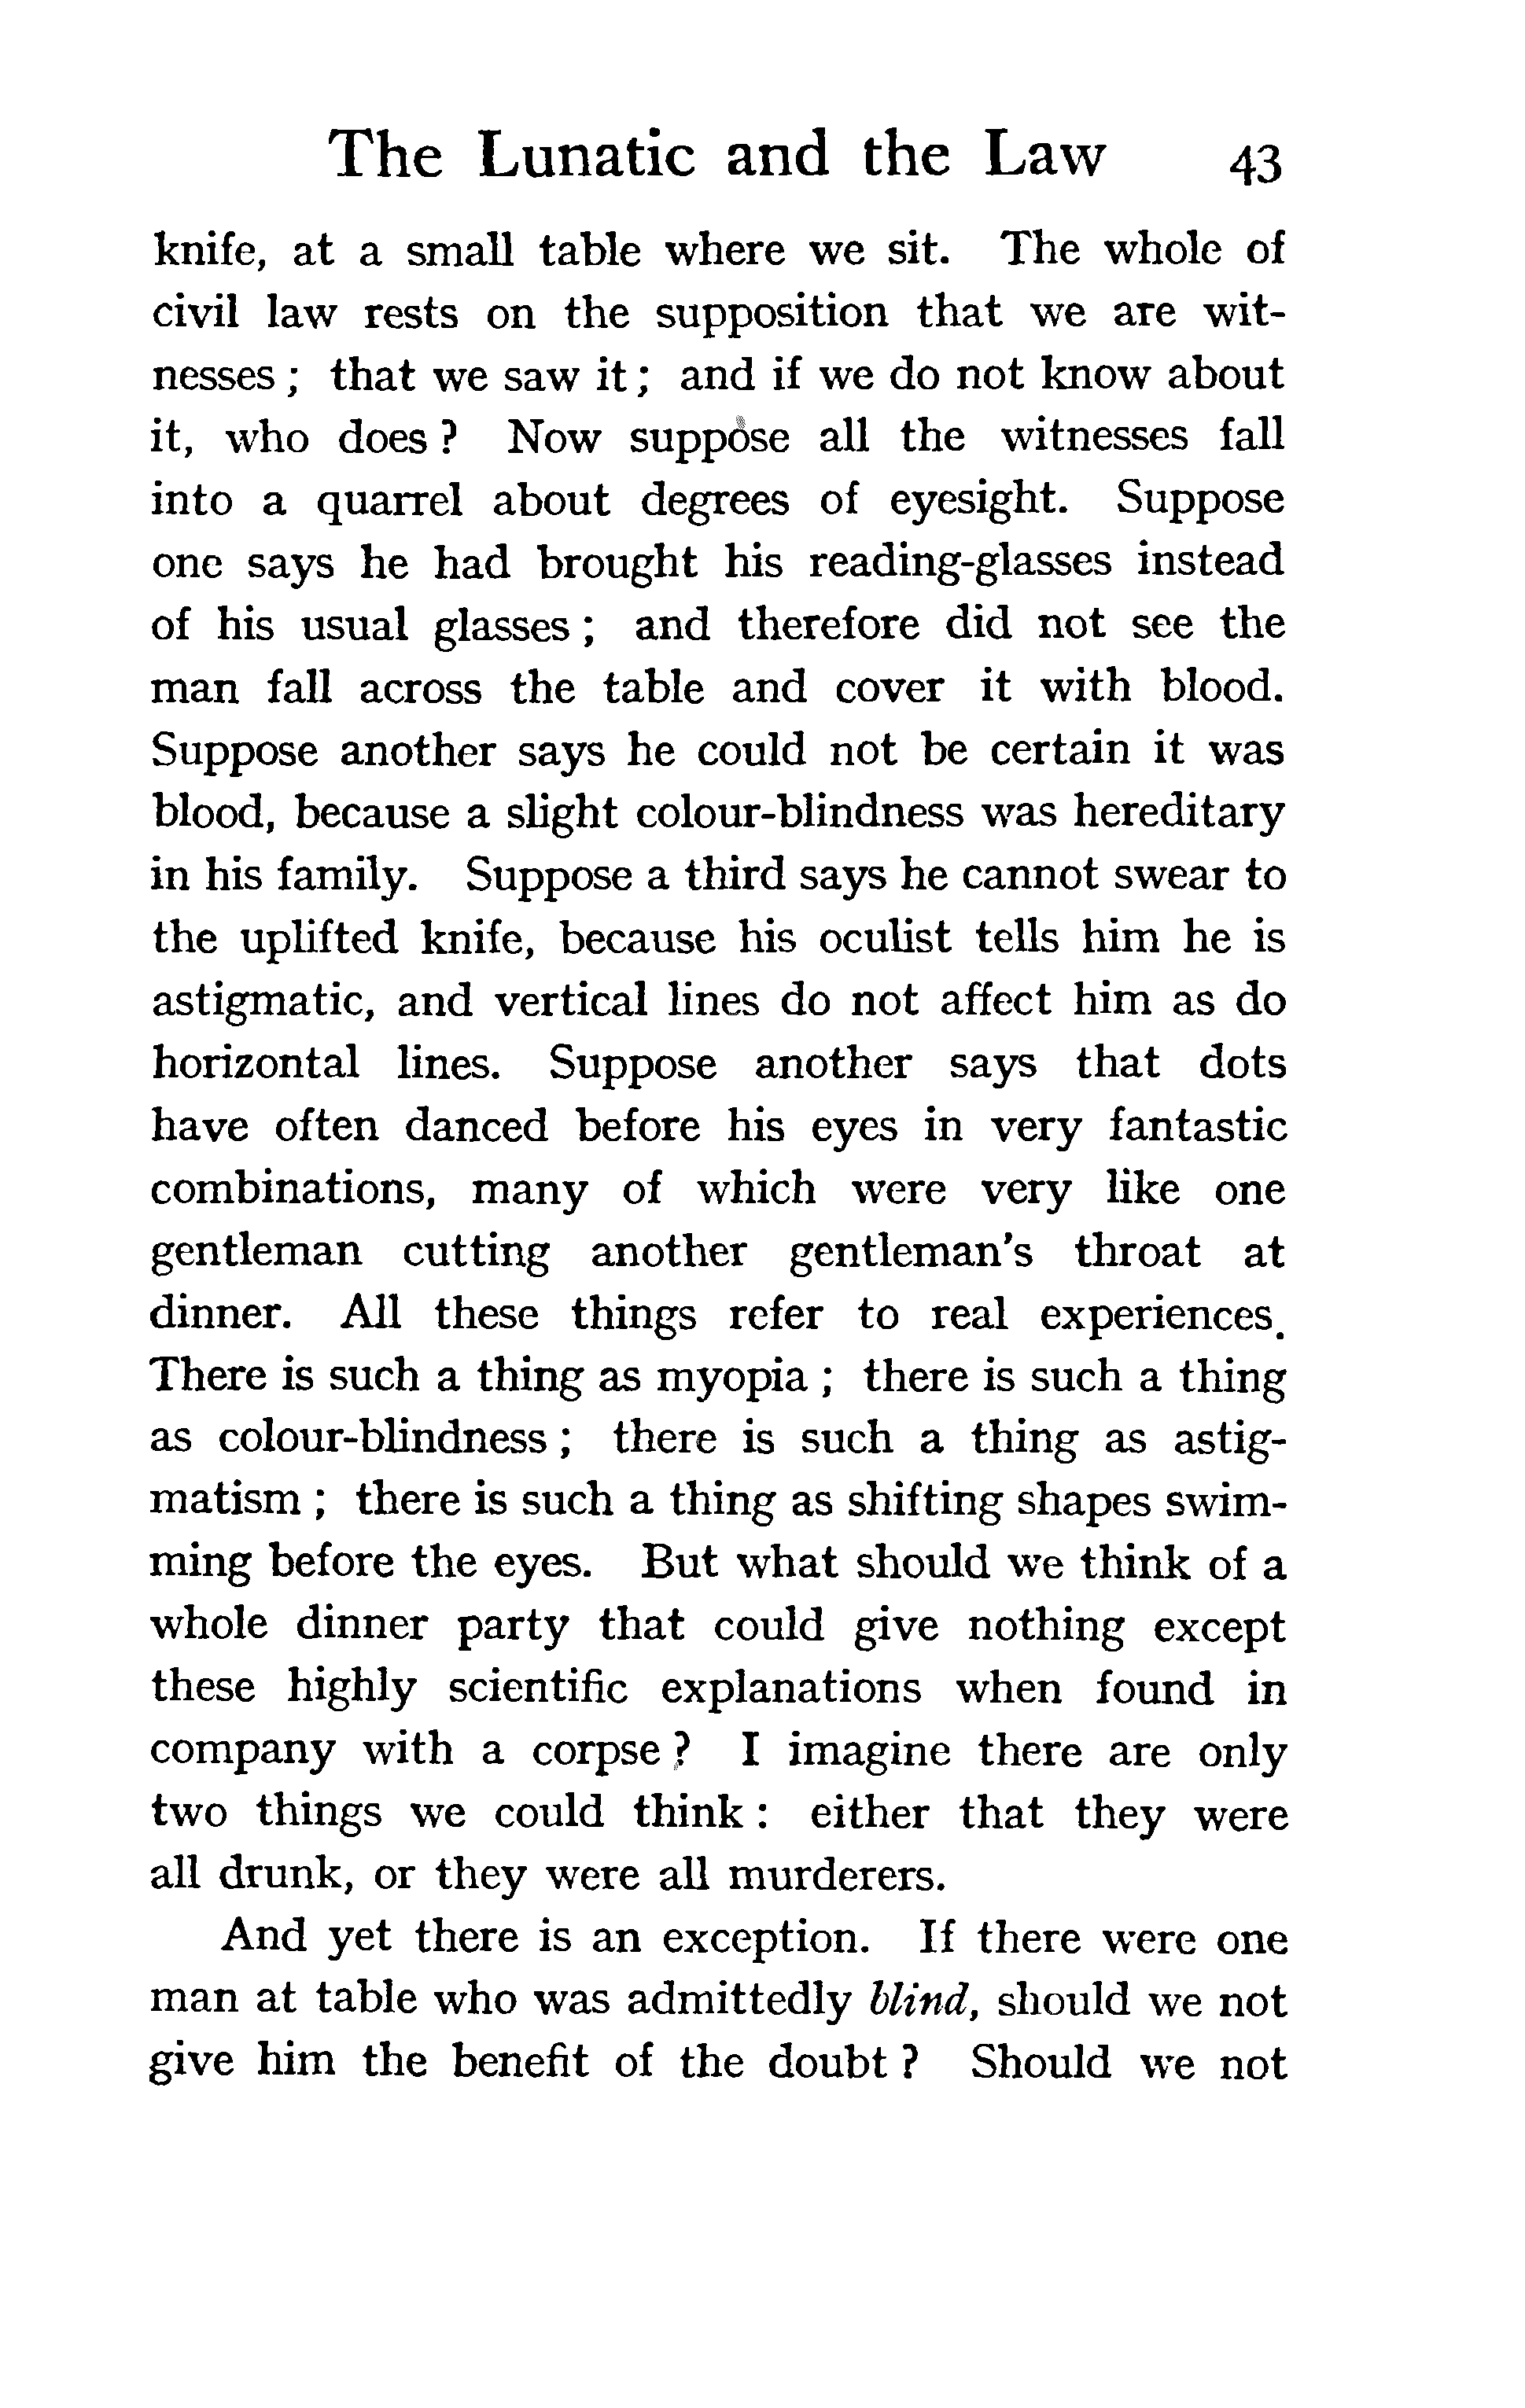 The Lunatic and the Law 43
knife, at a small table where we sit. The whole of
civil law rests on the supposition that we are wit-
nesses ; that we saw it ; and if we do not know about
it, who does ? Now suppose all the witnesses fall
into a quarrel about degrees of eyesight. Suppose
one says he had brought his reading-glasses instead
of his usual glasses ; and therefore did not see the
man fall across the table and cover it with blood.
Suppose another says he could not be certain it was
blood, because a slight colour-blindness was hereditary
in his family. Suppose a third says he cannot swear to
the uplifted knife, because his oculist tells him he is
astigmatic, and vertical lines do not affect him as do
horizontal lines. Suppose another says that dots
have often danced before his eyes in very fantastic
combinations, many of which were very like one
gentleman cutting another gentleman's throat at
dinner. All these things refer to real experiences.
There is such a thing as myopia ; there is such a thing
as colour-blindness ; there is such a thing as astig-
matism ; there is such a thing as shifting shapes swim-
ming before the eyes. But what should we think of a
whole dinner party that could give nothing except
these highly scientific explanations when found in
company with a corpse ? I imagine there are only
two things we could think : either that they were
all drunk, or they were all murderers.
And yet there is an exception. If there were one
man at table who was admittedly blind, should we not
give him the benefit of the doubt ? Should we not